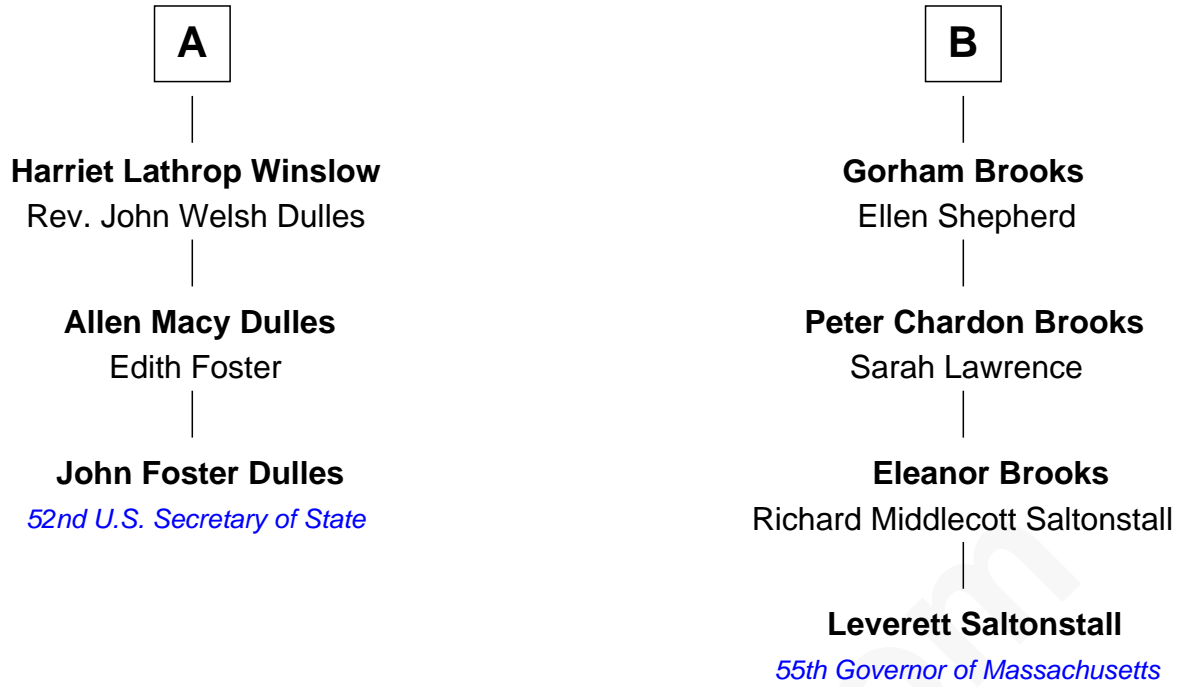 A
Harriet Lathrop Winslow
Rev. John Welsh Dulles
Allen Macy Dulles
Edith Foster
John Foster Dulles
52nd U.S. Secretary of State
B
Gorham Brooks
Ellen Shepherd
Peter Chardon Brooks
Sarah Lawrence
Eleanor Brooks
Richard Middlecott Saltonstall
Leverett Saltonstall
55th Governor of Massachusetts